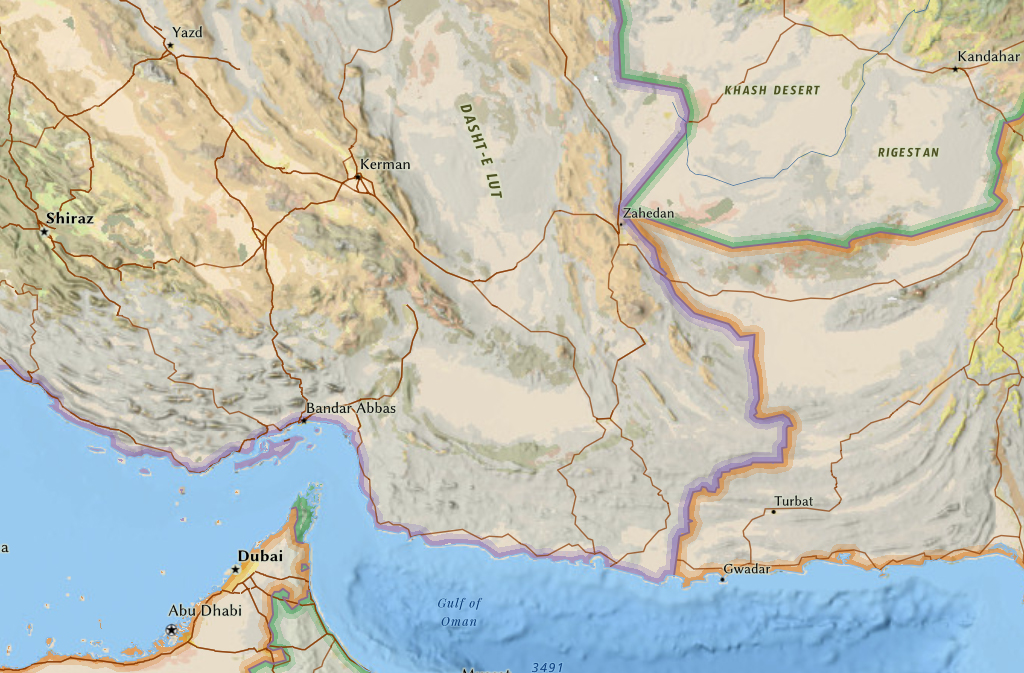 Yazd
Kandahar
KHASH DESERT
DASHT-E LUT
RIGESTAN
Kerman
Shiraz
Zahedan
Bandar Abbas
Turbat
a
Dubai
Gwadar
Abu Dhabi
Gulf of
Oman
3491